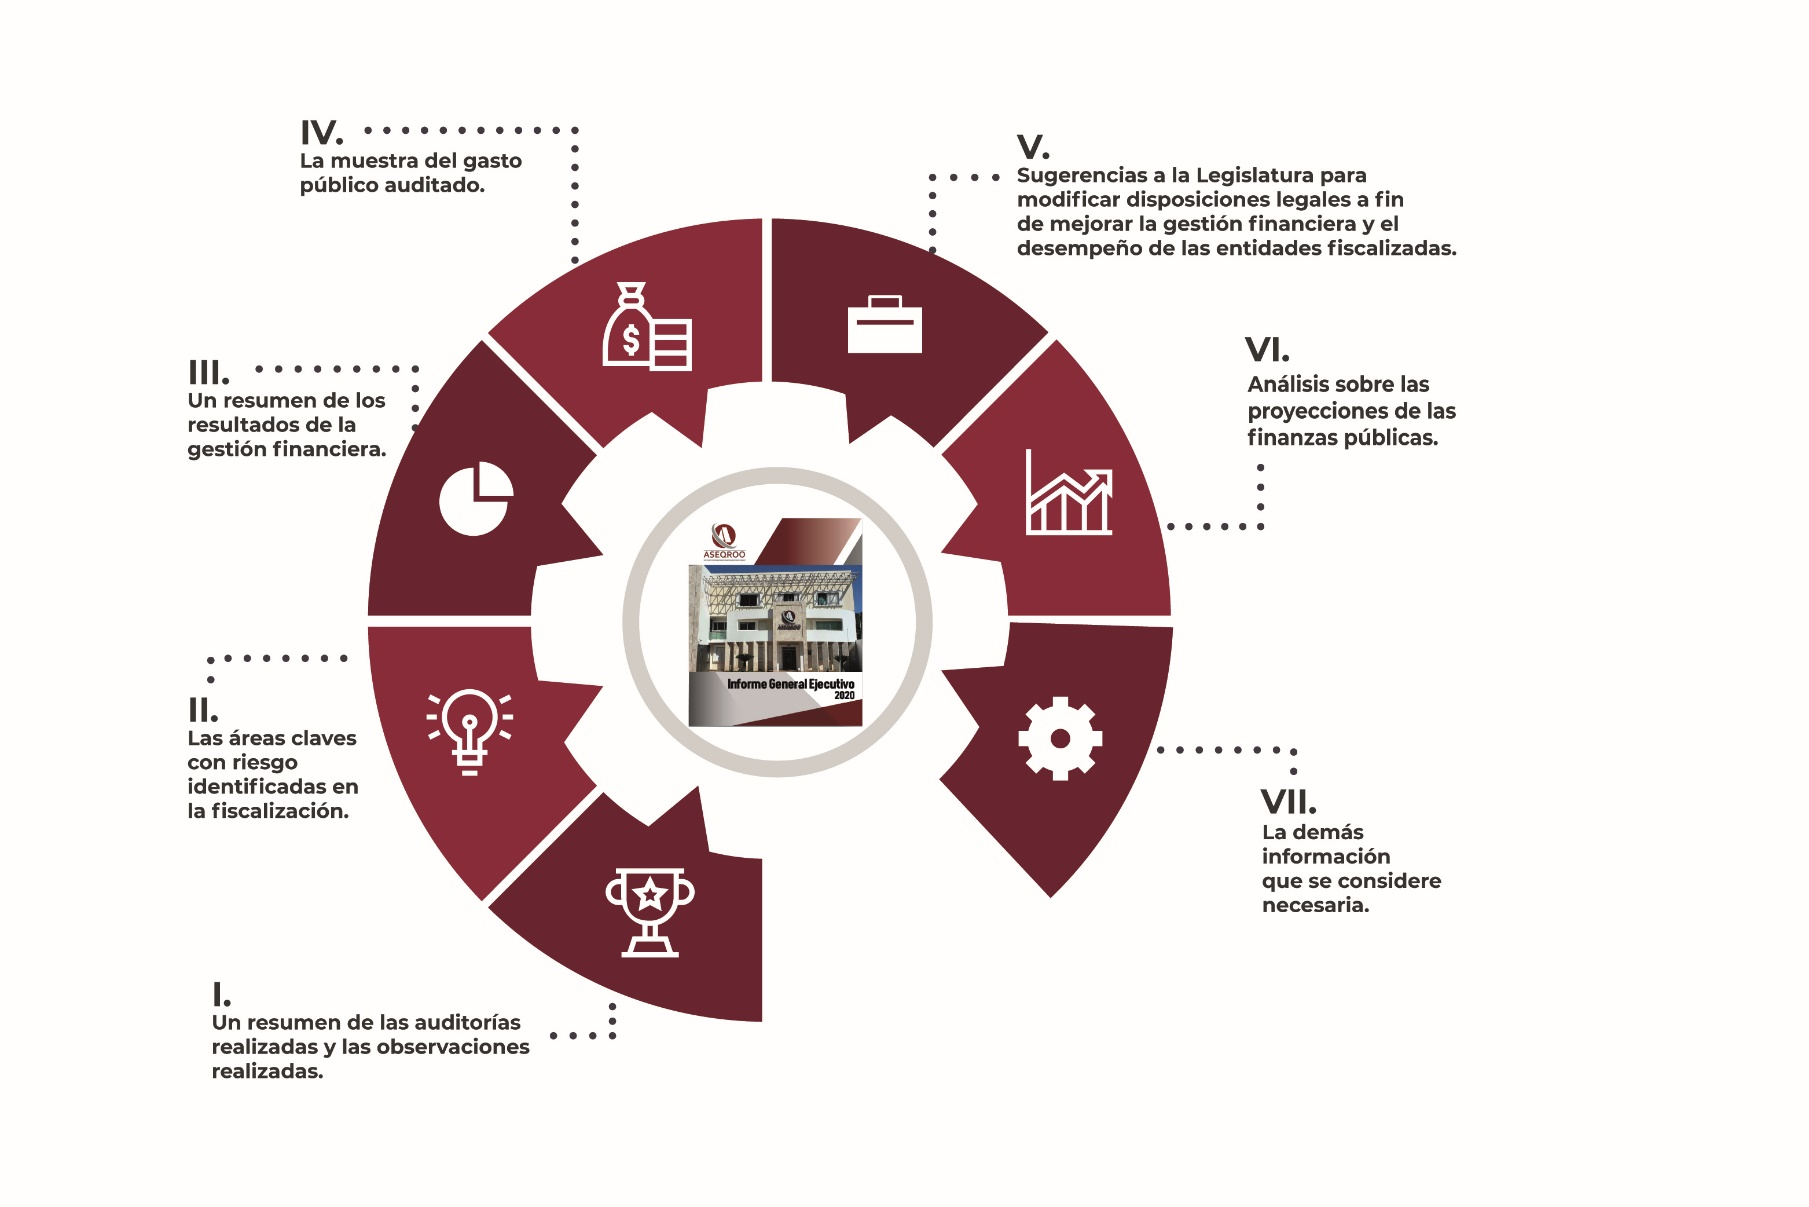 IV.
La muestra del gasto
público auditado.
V.
Sugerencias a la Legislatura para
modificar disposiciones legales a fin
de mejorar la gestión financiera y el
desempeño de las entidades fiscalizadas.
III.
Un resumen de los
resultados de la
gestión financiera.
VI.
Análisis sobre las
proyecciones de las
finanzas públicas.
$
ASEQROO
ASEQROO
Informe General Ejecutivo
2020
II.
Las áreas claves
con riesgo
identificadas en
la fiscalización.
VII.
La demás
información
que se considere
necesaria.
I.
Un resumen de las auditorías
realizadas y las observaciones
realizadas.